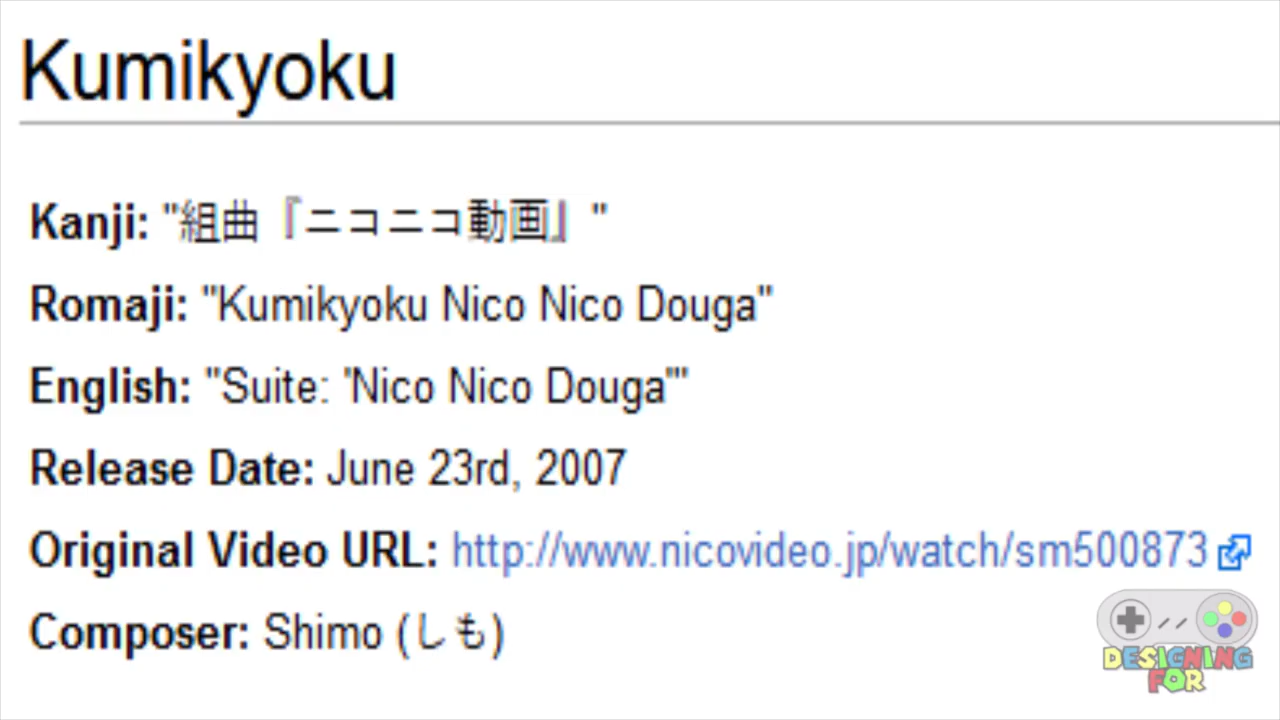 Kumikyoku
Kanji: "組曲『ニコニコ動画』"
Romaji: "Kumikyoku Nico Nico Douga"
English: "Suite: 'Nico Nico Douga'"
Release Date: June 23rd, 2007
Original Video URL: http://www.nicovideo.jp/watch/sm500873
Composer: Shimo (しも)
DESIGNING
FOR